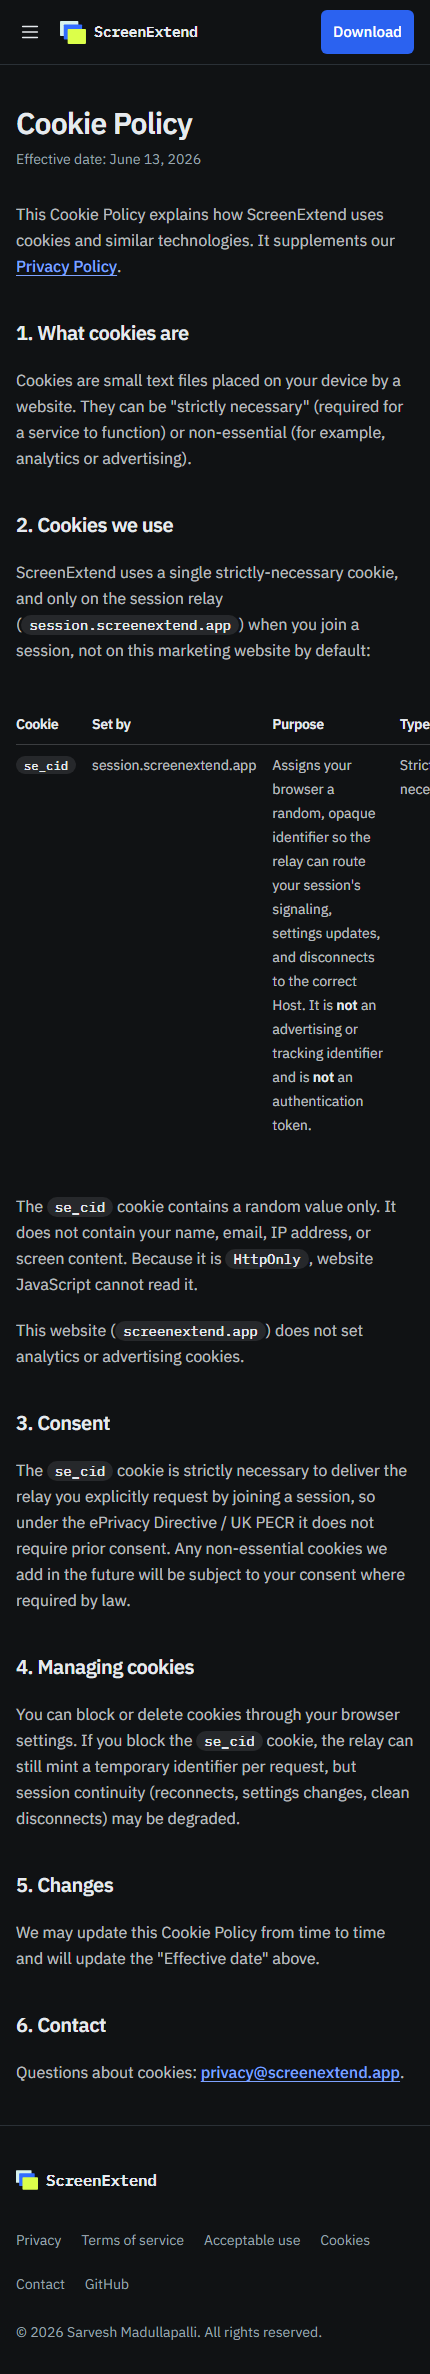 ScreenExtend
Download
Cookie Policy
Effective date: June 13, 2026
This Cookie Policy explains how ScreenExtend uses
cookies and similar technologies. It supplements our
Privacy Policy.
1. What cookies are
Cookies are small text files placed on your device by a
website. They can be "strictly necessary" (required for
a service to function) or non-essential (for example,
analytics or advertising).
2. Cookies we use
ScreenExtend uses a single strictly-necessary cookie,
and only on the session relay
(session.screenextend.app) when you join a
session, not on this marketing website by default:
Cookie Set by Purpose Type
se_cid session.screenextend.app Assigns your Stric
browser a nece
random, opaque
identifier so the
relay can route
your session's
signaling,
settings updates,
and disconnects
to the correct
Host. It is not an
advertising or
tracking identifier
and is not an
authentication
token.
The se_cid cookie contains a random value only. It
does not contain your name, email, IP address, or
screen content. Because it is HttpOnly, website
JavaScript cannot read it.
This website (screenextend.app) does not set
analytics or advertising cookies.
3. Consent
The se_cid cookie is strictly necessary to deliver the
relay you explicitly request by joining a session, so
under the ePrivacy Directive / UK PECR it does not
require prior consent. Any non-essential cookies we
add in the future will be subject to your consent where
required by law.
4. Managing cookies
You can block or delete cookies through your browser
settings. If you block the se_cid cookie, the relay can
still mint a temporary identifier per request, but
session continuity (reconnects, settings changes, clean
disconnects) may be degraded.
5. Changes
We may update this Cookie Policy from time to time
and will update the "Effective date" above.
6. Contact
Questions about cookies: privacy@screenextend.app.
ScreenExtend
Privacy Terms of service Acceptable use Cookies
Contact GitHub
© 2026 Sarvesh Madullapalli. All rights reserved.